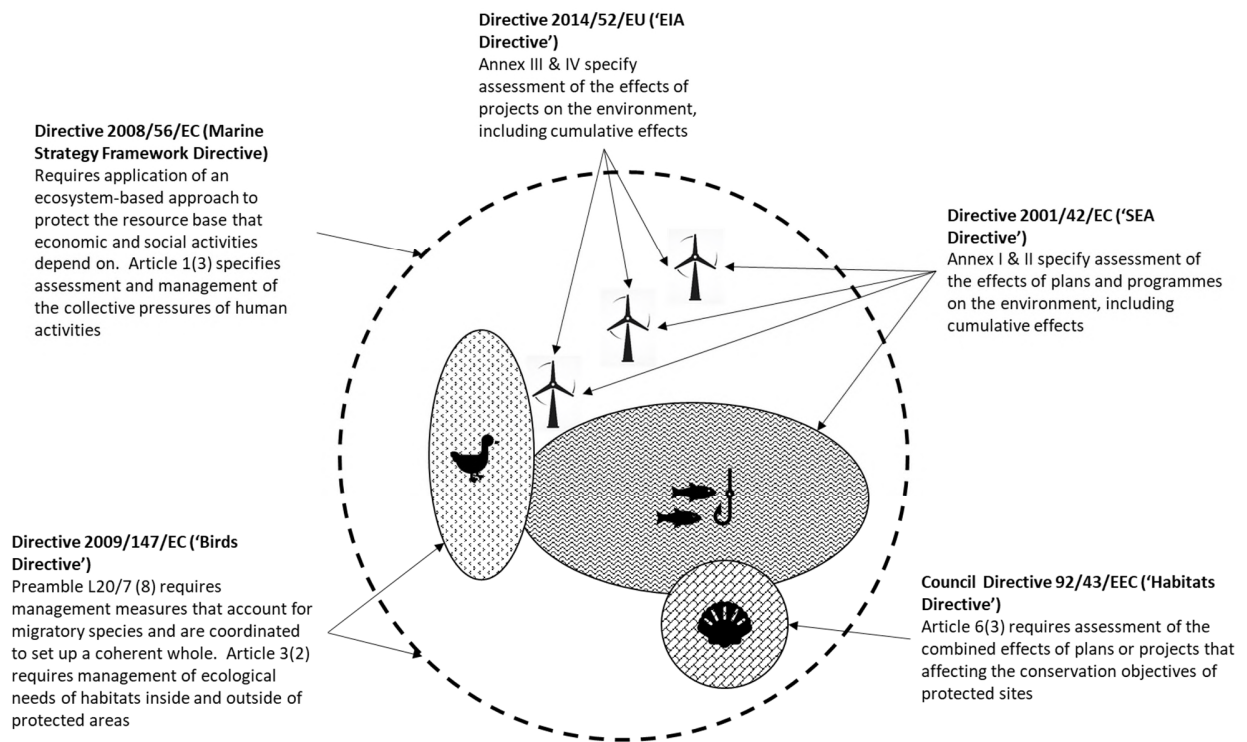 Directive 2014/52/EU (‘EIA
Directive’)
Annex III & IV specify
assessment of the effects of
projects on the environment,
including cumulative effects
Directive 2008/56/EC (Marine
Strategy Framework Directive)
Requires application of an
ecosystem-based approach to
protect the resource base that
economic and social activities
depend on.  Article 1(3) specifies
assessment and management of
the collective pressures of human
activities
Directive 2001/42/EC (‘SEA
Directive’)
Annex I & II specify assessment of
the effects of plans and programmes
on the environment, including
cumulative effects
Directive 2009/147/EC (‘Birds
Directive’)
Preamble L20/7 (8) requires
management measures that account for
migratory species and are coordinated
to set up a coherent whole.  Article 3(2)
requires management of ecological
needs of habitats inside and outside of
protected areas
Council  Directive 92/43/EEC (‘Habitats
Directive’)
Article 6(3) requires assessment of the
combined effects of plans or projects that
affecting the conservation objectives of
protected sites